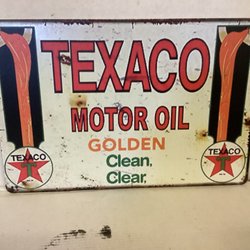 TEXACO
MOTOR OIL
GOLDEN
Clean,
Clear.
TEXACO
T
TEXACO
T